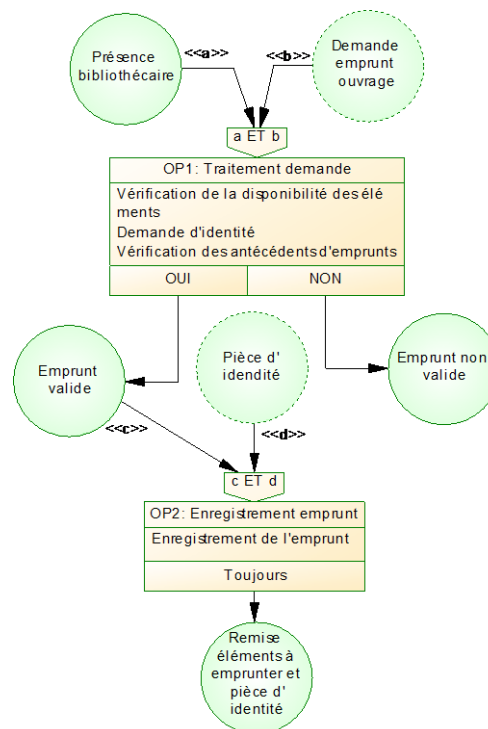 Présence
bibliothécaire
<<a>>
<<b>>
Demande
emprunt
ouvrage
a ET b
OP1: Traitement demande
Vérification de la disponibilité des élé
ments
Demande d'identité
Vérification des antécédents d'emprunts
OUI
NON
Emprunt
valide
Pièce d'
idendité
Emprunt non
valide
<<c>>
<<d>>
c ET d
OP2: Enregistrement emprunt
Enregistrement de l'emprunt
Toujours
Remise
éléments à
emprunter et
pièce d'
identité